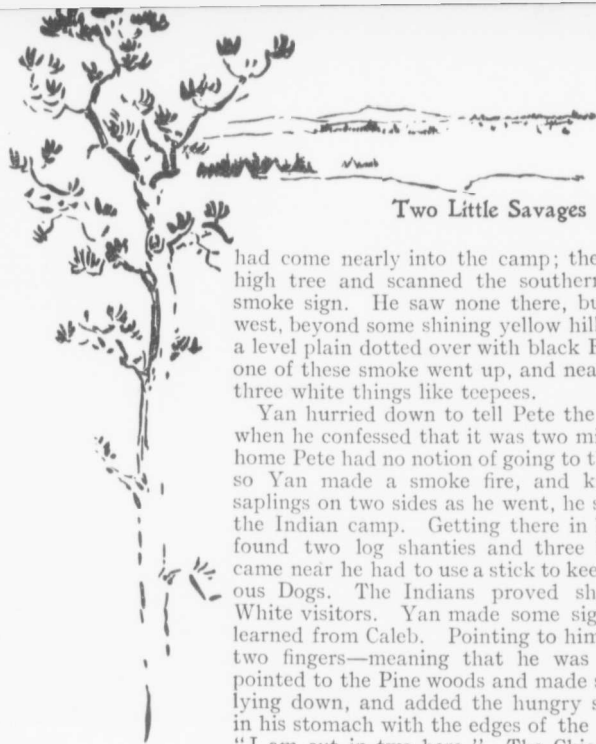 Two Little Savages
had come nearly into the camp; the
high tree and scanned the southern
smoke sign. He saw none there, bu
west, beyond some shining yellow hill
a level plain dotted over with black
one of these smoke went up, and nea
three white things like teepees.
Yan hurried down to tell Pete the
when he confessed that it was two mi
home Pete had no notion of going to t
so Yan made a smoke fire, and k
saplings on two sides as he went, he s
the Indian camp. Getting there in
found two log shanties and three
came near he had to use a stick to kee
ous Dogs. The Indians proved sh
White visitors. Yan made some sig
learned from Caleb. Pointing to him
two fingers—meaning that he was
pointed to the Pine woods and made s
lying down, and added the hungry s
in his stomach with the edges of the